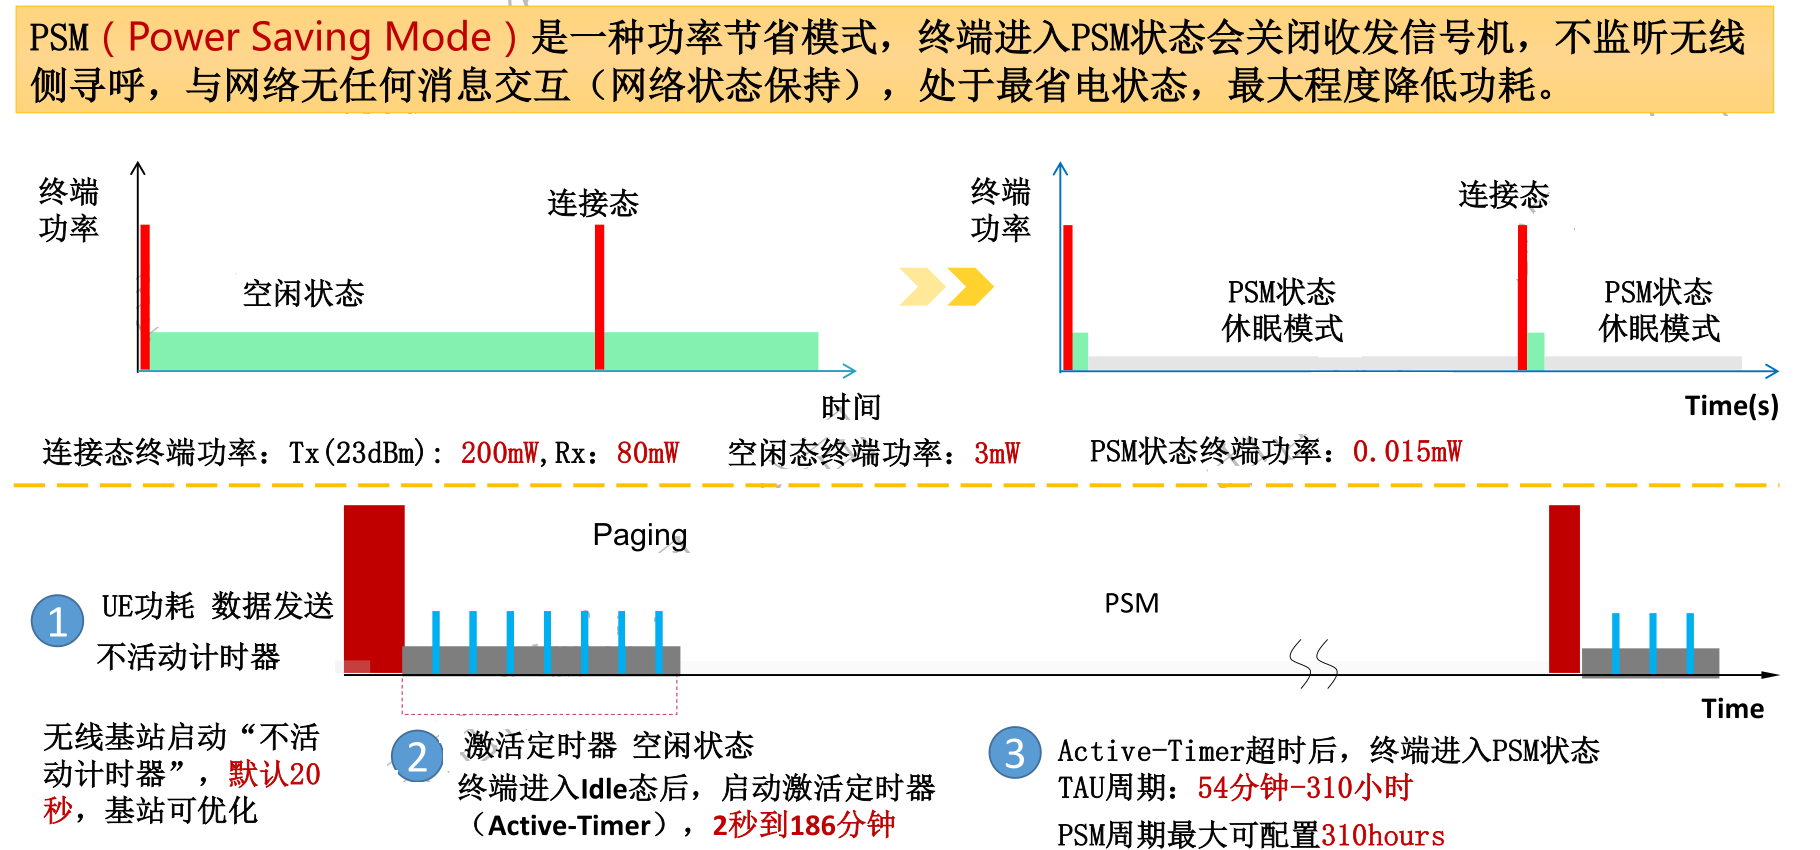 PSM（Power Saving Mode）是一种功率节省模式，终端进入PSM状态会关闭收发信号机，不监听无线
侧寻呼，与网络无任何消息交互（网络状态保持），处于最省电状态，最大程度降低功耗。
终端
功率
连接态
空闲状态
时间
终端
功率
连接态
PSM状态
休眠模式
PSM状态
休眠模式
Time(s)
连接态终端功率：Tx(23dBm)：200mW,Rx：80mW
空闲态终端功率：3mW
PSM状态终端功率：0.015mW
Paging
PSM
1
UE功耗 数据发送
不活动计时器
Time
无线基站启动“不活
动计时器”，默认20
秒，基站可优化
2
激活定时器 空闲状态
终端进入Idle态后，启动激活定时器
（Active-Timer），2秒到186分钟
3
Active-Timer超时后，终端进入PSM状态
TAU周期：54分钟-310小时
PSM周期最大可配置310hours